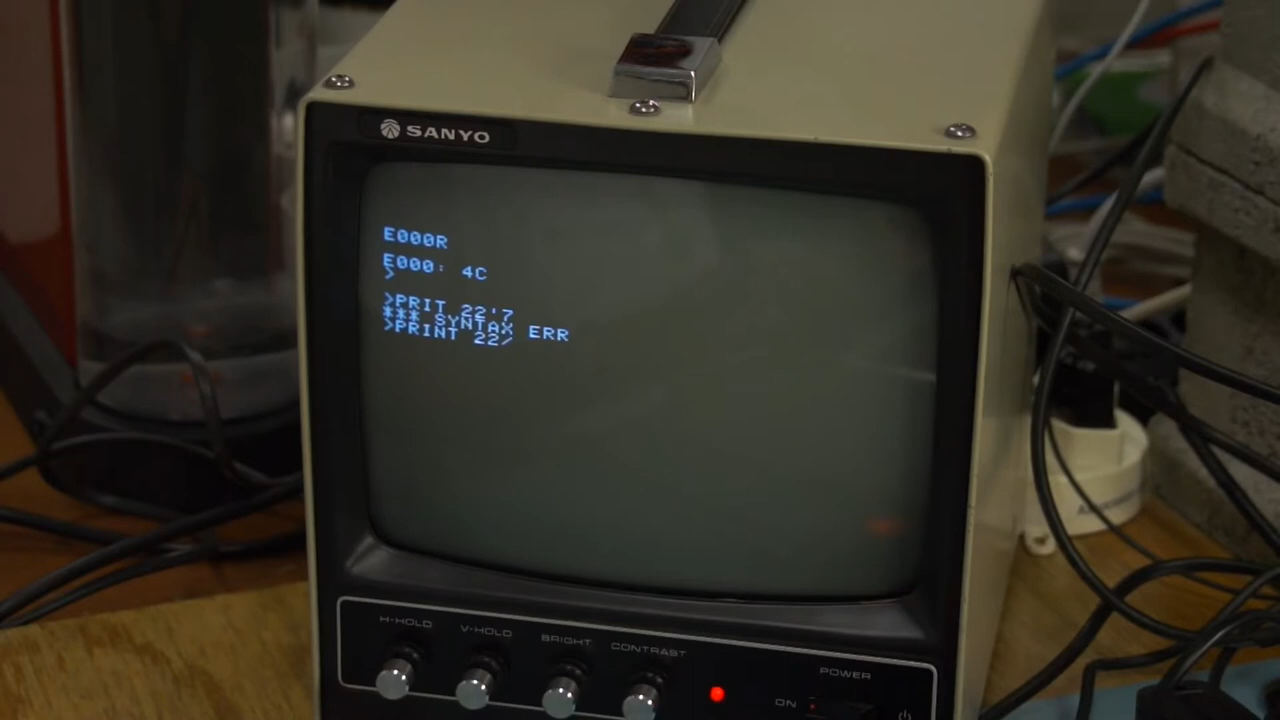 SANYO
E000R
E000: 4C
>
>PRIT 22'7
*** SYNTAX ERR
>PRINT 22/
H-HOLD V-HOLD BRIGHT CONTRAST
POWER
ON